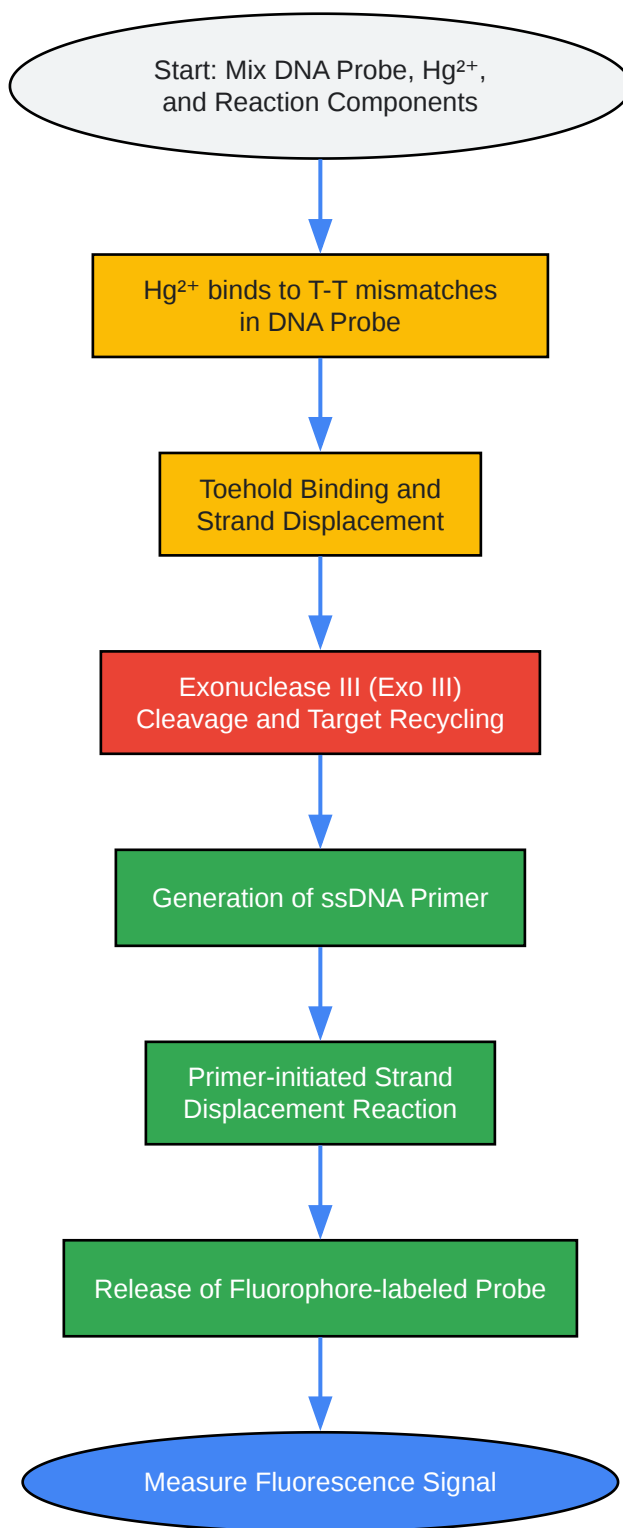 Start: Mix DNA Probe, Hg²⁺,
and Reaction Components
Hg²⁺ binds to T-T mismatches
in DNA Probe
Toehold Binding and
Strand Displacement
Exonuclease III (Exo III)
Cleavage and Target Recycling
Generation of ssDNA Primer
Primer-initiated Strand
Displacement Reaction
Release of Fluorophore-labeled Probe
Measure Fluorescence Signal